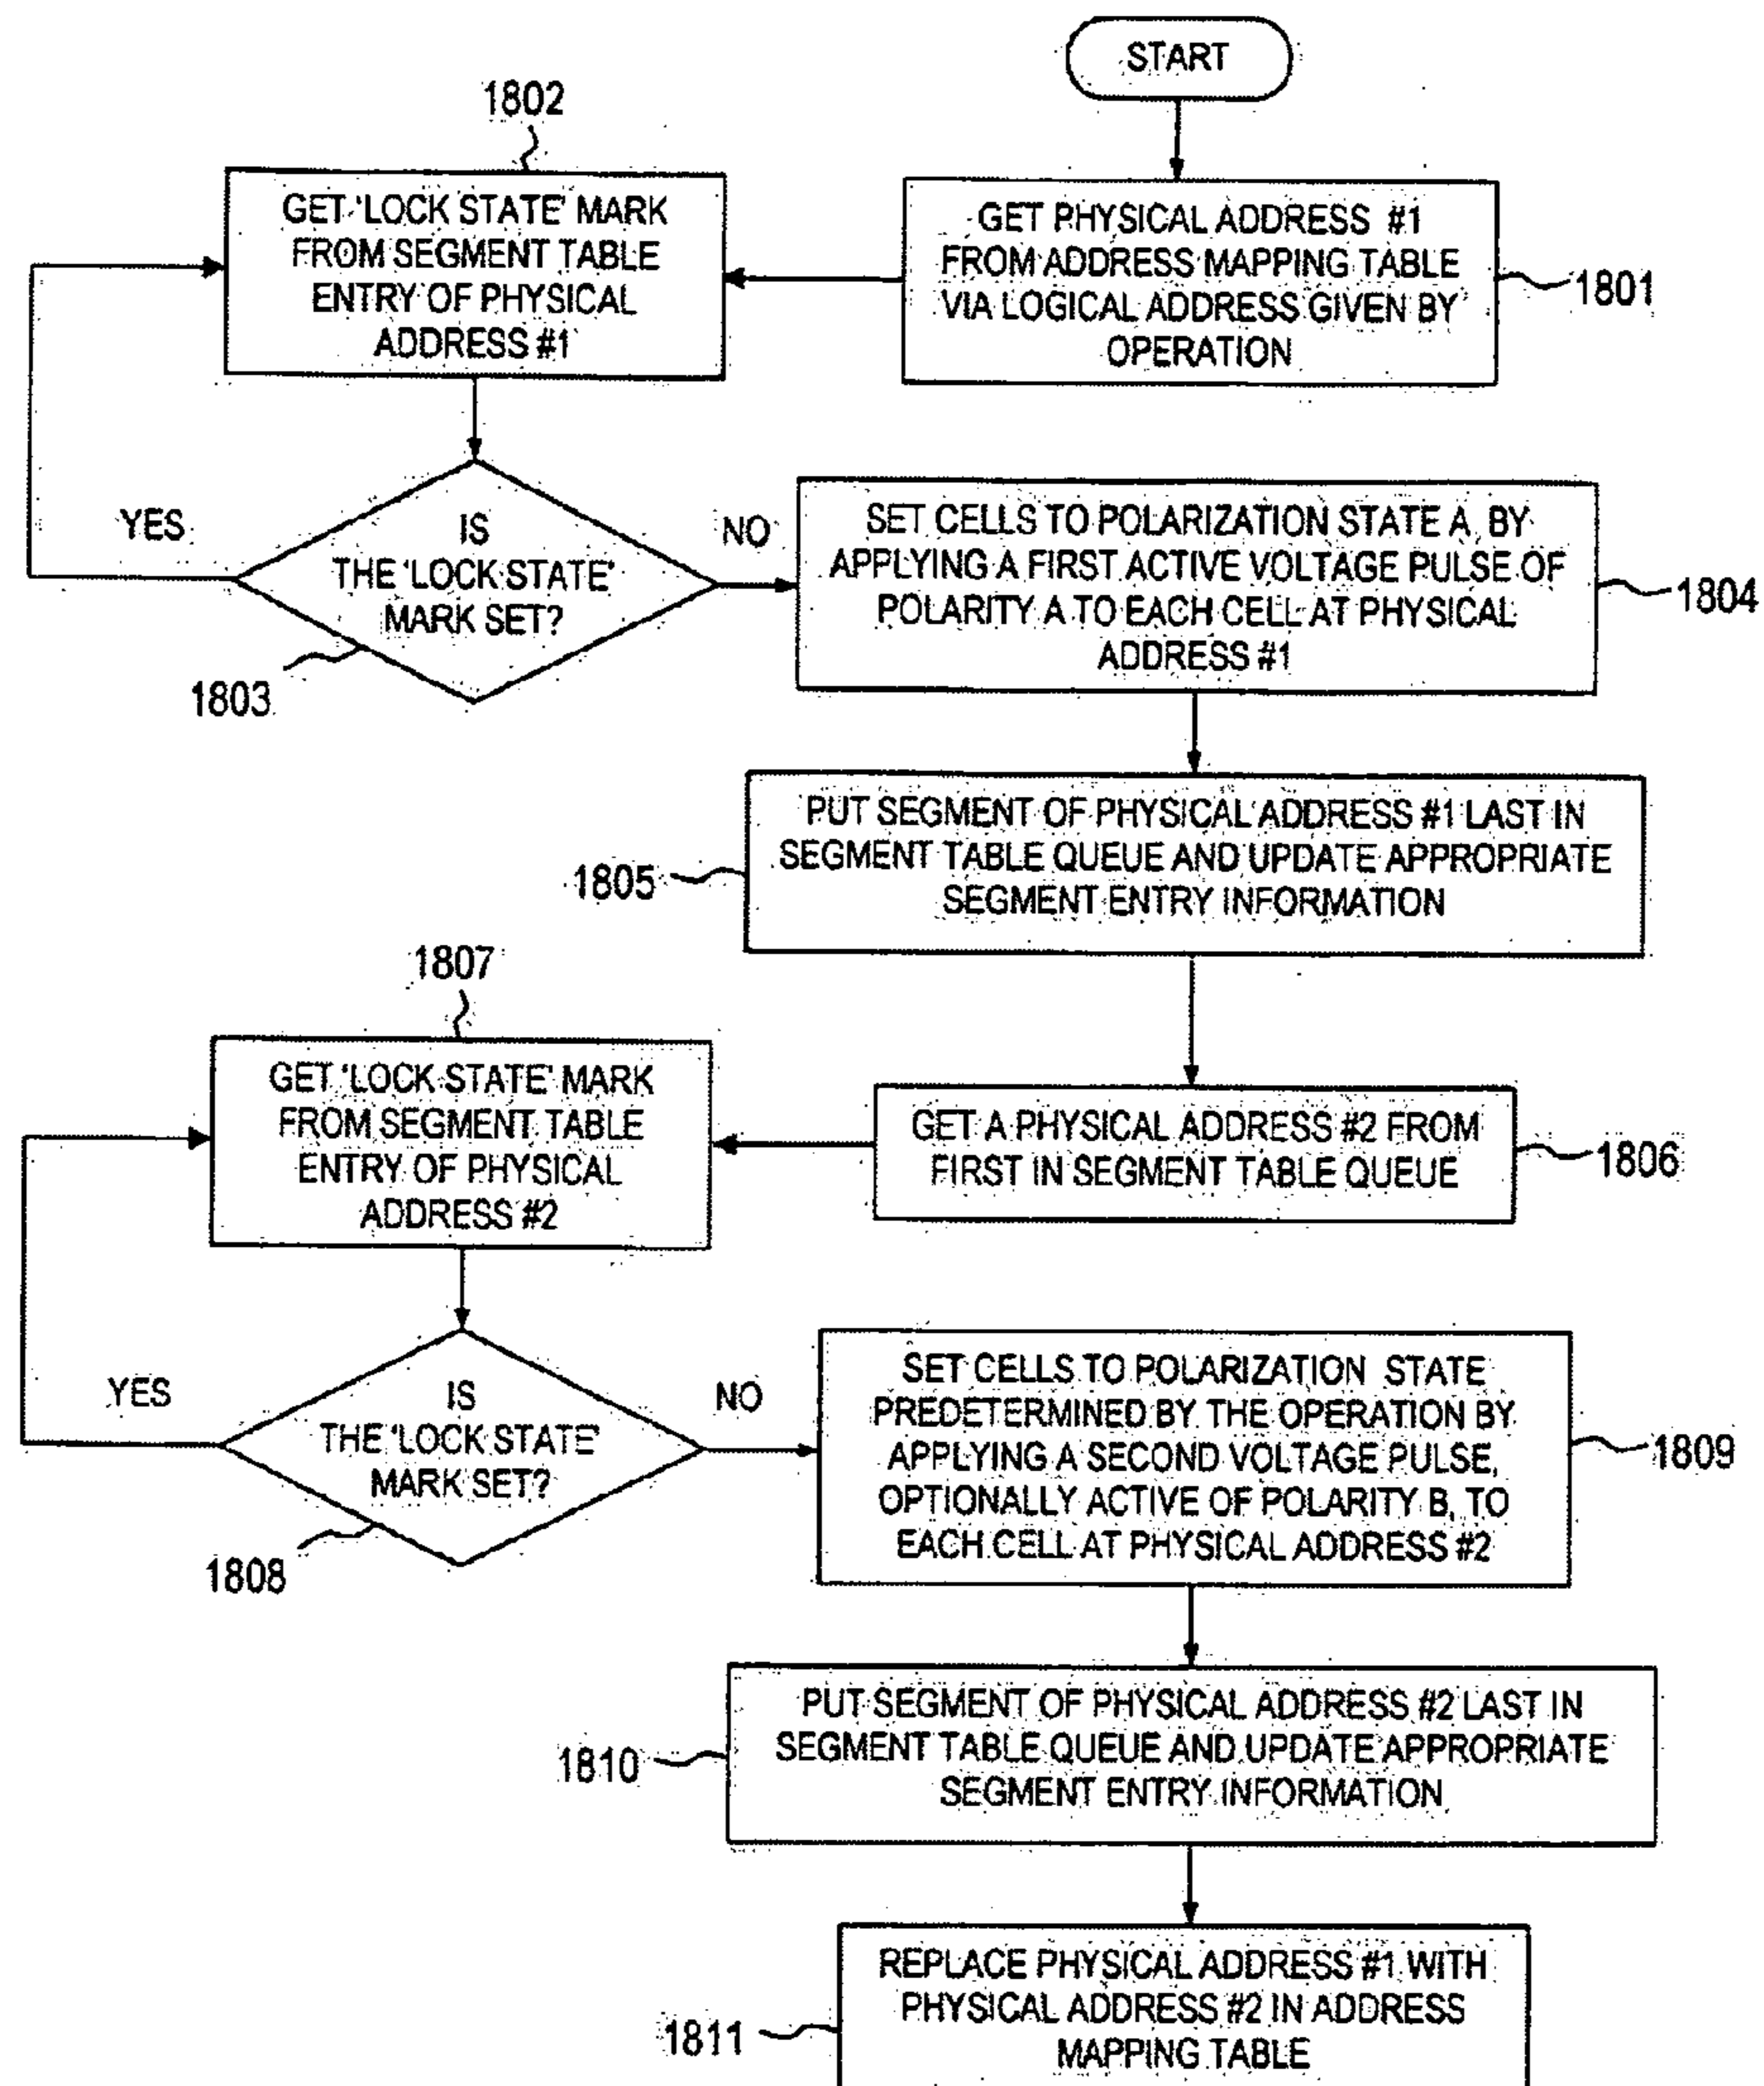 START
1802
GET 'LOCK STATE' MARK
FROM SEGMENT TABLE
ENTRY OF PHYSICAL
ADDRESS #1
GET PHYSICAL ADDRESS #1
FROM ADDRESS MAPPING TABLE
VIA LOGICAL ADDRESS GIVEN BY
OPERATION
1801
YES
IS
THE 'LOCK STATE'
MARK SET?
NO
1803
SET CELLS TO POLARIZATION STATE A BY
APPLYING A FIRST ACTIVE VOLTAGE PULSE OF
POLARITY A TO EACH CELL AT PHYSICAL
ADDRESS #1
1804
PUT SEGMENT OF PHYSICAL ADDRESS #1 LAST IN
SEGMENT TABLE QUEUE AND UPDATE APPROPRIATE
SEGMENT ENTRY INFORMATION
1805
1807
GET 'LOCK STATE' MARK
FROM SEGMENT TABLE
ENTRY OF PHYSICAL
ADDRESS #2
GET A PHYSICAL ADDRESS #2 FROM
FIRST IN SEGMENT TABLE QUEUE
1806
YES
IS
THE 'LOCK STATE'
MARK SET?
NO
1808
SET CELLS TO POLARIZATION STATE
PREDETERMINED BY THE OPERATION BY
APPLYING A SECOND VOLTAGE PULSE,
OPTIONALLY ACTIVE OF POLARITY B, TO
EACH CELL AT PHYSICAL ADDRESS #2
1809
PUT SEGMENT OF PHYSICAL ADDRESS #2 LAST IN
SEGMENT TABLE QUEUE AND UPDATE APPROPRIATE
SEGMENT ENTRY INFORMATION
1810
REPLACE PHYSICAL ADDRESS #1 WITH
PHYSICAL ADDRESS #2 IN ADDRESS
MAPPING TABLE
1811